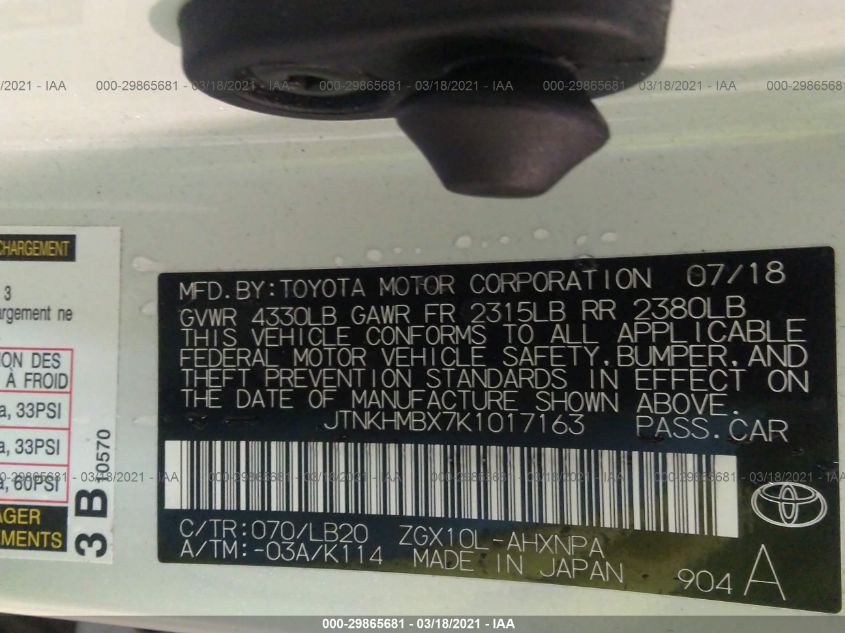 000-29865681 - 03/18/2021 - IAA
000-29865681 - 03/18/2021 - IAA
CHARGEMENT
3
argement ne
ION DES
À FROID
a, 33PSI
a, 33PSI
a, 60PSI
AGER
EMENTS
3B
10570
MFD. BY: TOYOTA MOTOR CORPORATION 07/18
GVWR 4330LB GAWR FR 2315LB RR 2380LB
THIS VEHICLE CONFORMS TO ALL APPLICABLE
FEDERAL MOTOR VEHICLE SAFETY, BUMPER, AND
THEFT PREVENTION STANDARDS IN EFFECT ON
THE DATE OF MANUFACTURE SHOWN ABOVE.
JTNKHMBX7K1017163 PASS. CAR
C/TR: 070/LB20 ZGX10L-AHXNPA
A/TM: -03A/K114 MADE IN JAPAN 904 A
000-29865681 - 03/18/2021 - IAA
000-29865681 - 03/18/2021 - IAA
000-29865681 - 03/18/2021 - IAA